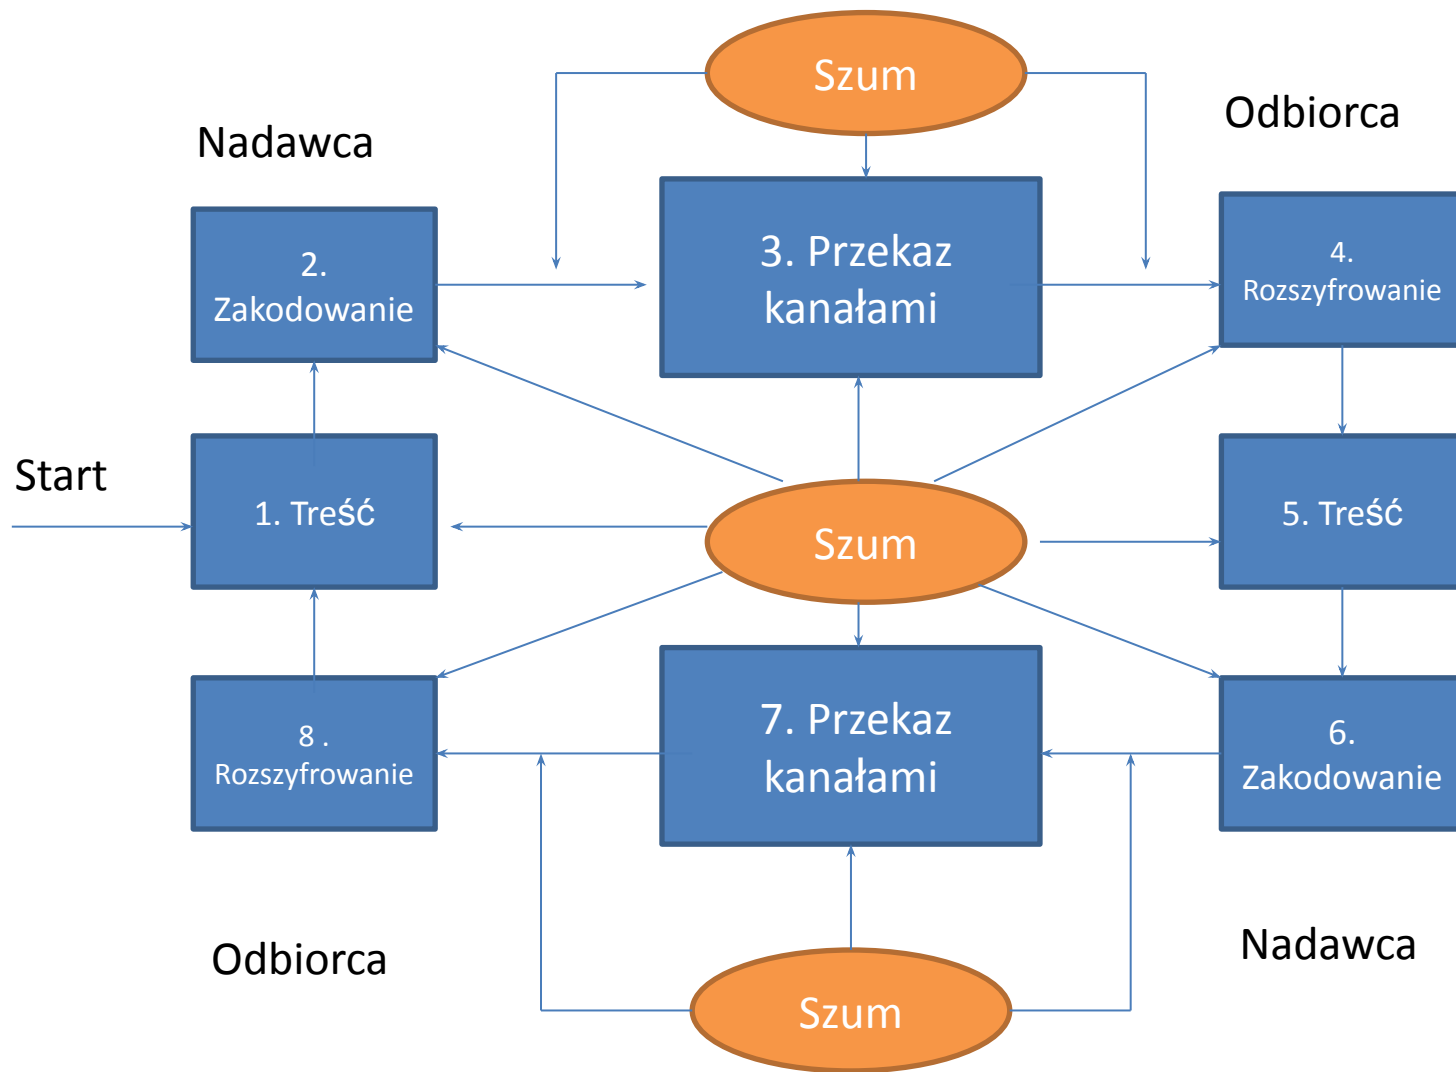 Szum
Nadawca
Odbiorca
2.
Zakodowanie
3. Przekaz
kanałami
4.
Rozszyfrowanie
Start
1. Treść
Szum
5. Treść
8 .
Rozszyfrowanie
7. Przekaz
kanałami
6.
Zakodowanie
Odbiorca
Nadawca
Szum